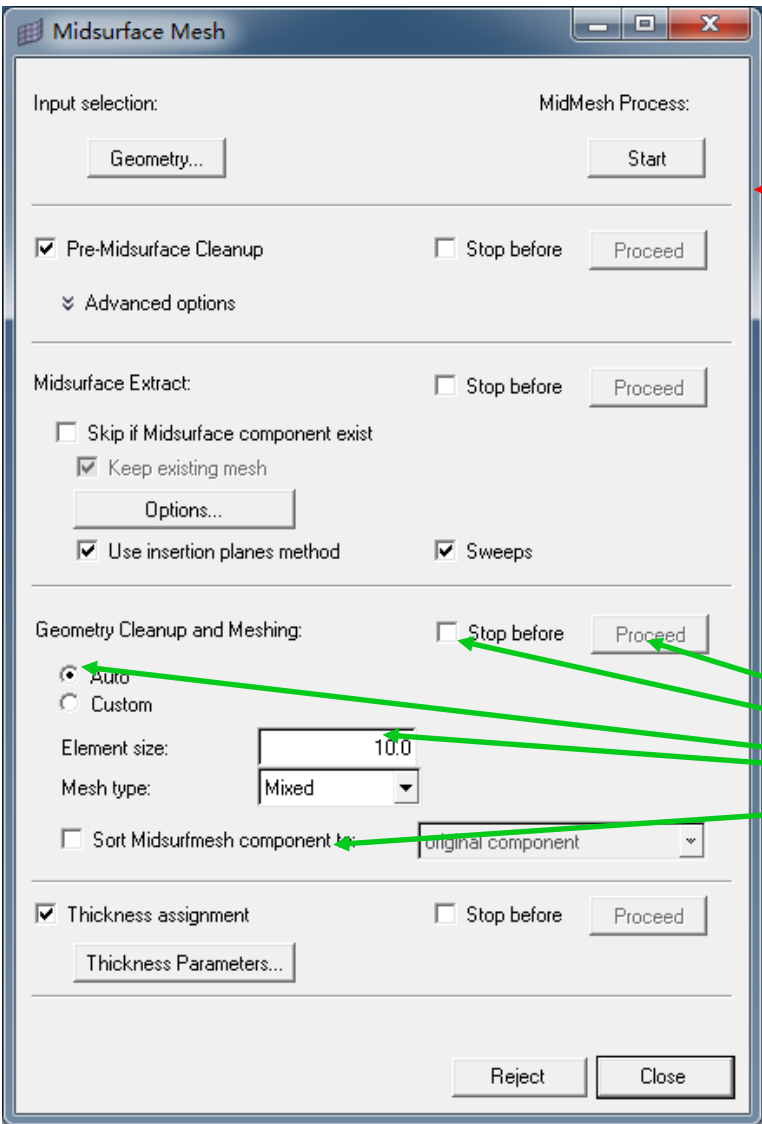 Midsurface Mesh
Input selection: MidMesh Process:
Geometry... Start
Pre-Midsurface Cleanup Stop before Proceed
Advanced options
Midsurface Extract: Stop before Proceed
Skip if Midsurface component exist
Keep existing mesh
Options...
Use insertion planes method Sweeps
Geometry Cleanup and Meshing: Stop before Proceed
Auto
Custom
Element size: 10.0
Mesh type: Mixed
Sort Midsurfmesh component to: original component
Thickness assignment Stop before Proceed
Thickness Parameters...
Reject Close